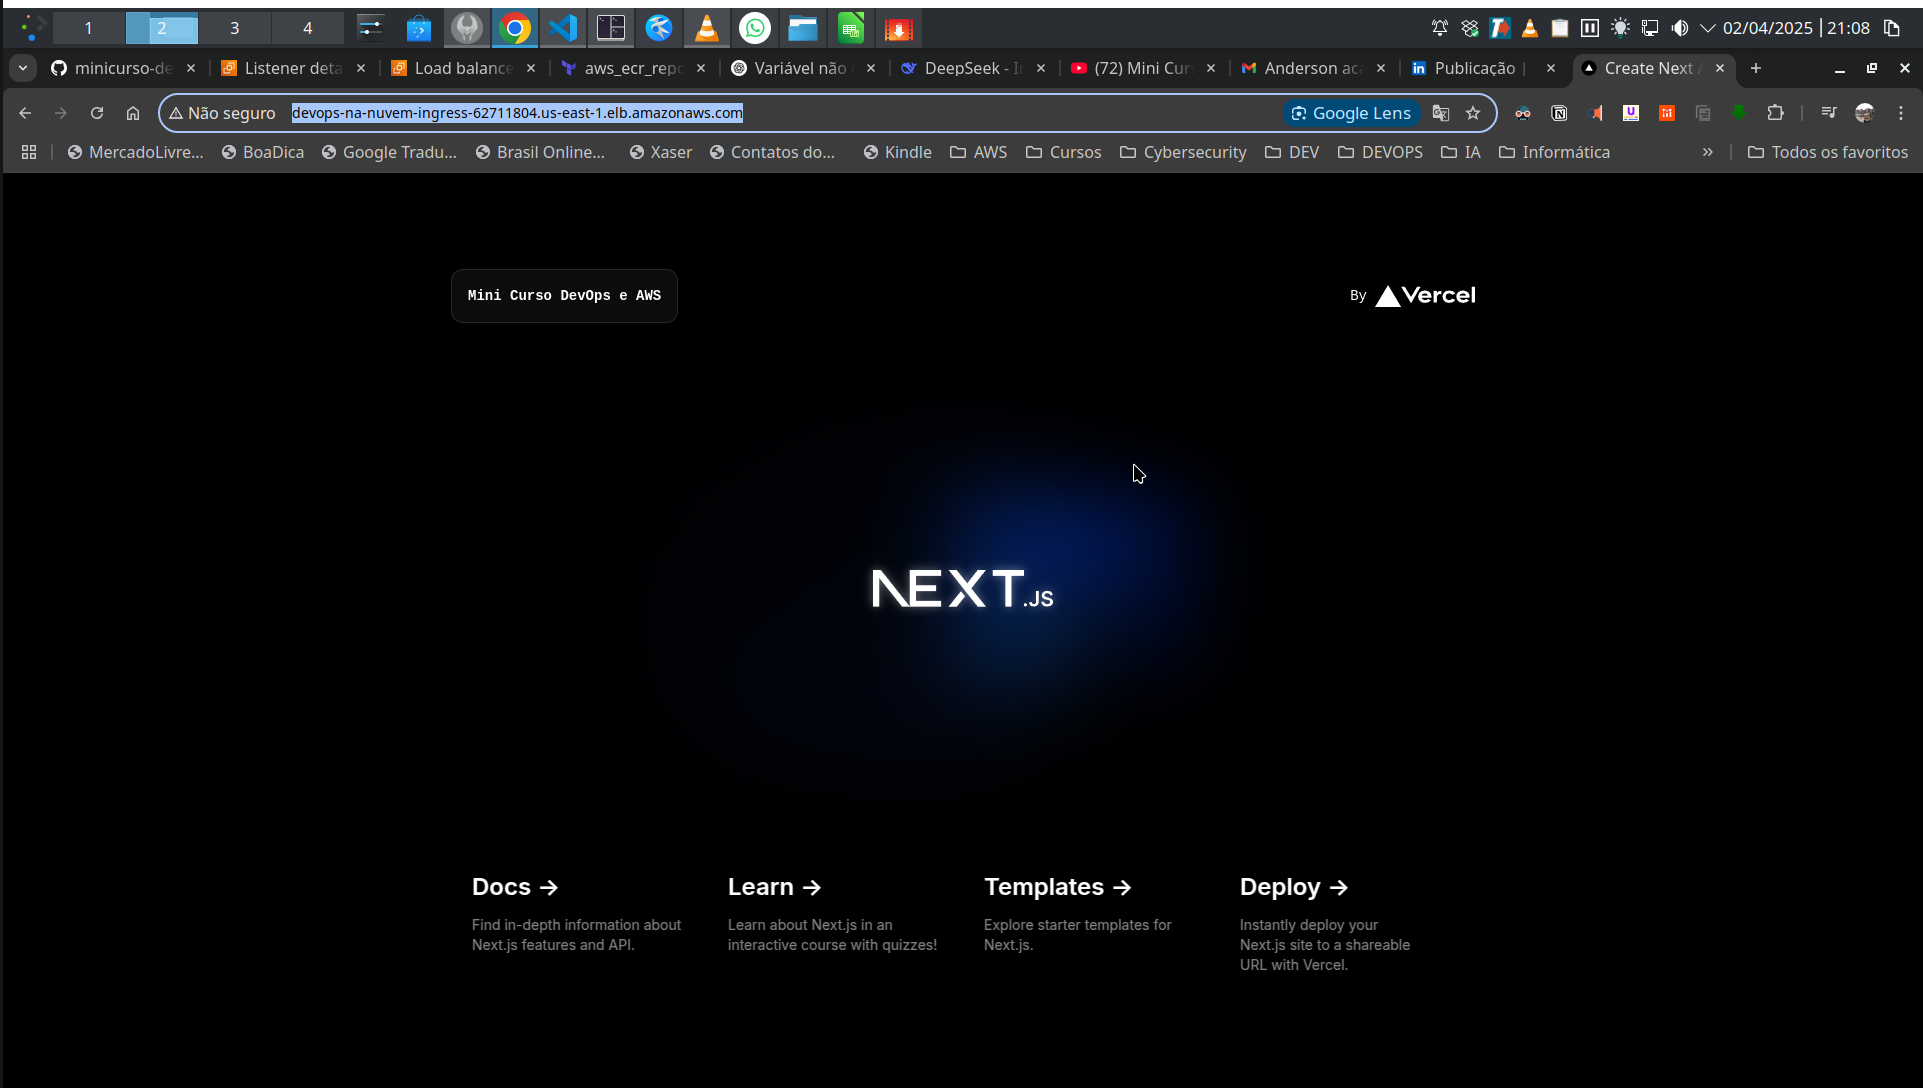 1 2 3 4 02/04/2025 21:08
minicurso-de Listener deta Load balance aws_ecr_repo Variável não DeepSeek - I (72) Mini Cur Anderson aca Publicação | Create Next A
Não seguro devops-na-nuvem-ingress-62711804.us-east-1.elb.amazonaws.com Google Lens
MercadoLivre... BoaDica Google Tradu... Brasil Online... Xaser Contatos do... Kindle AWS Cursos Cybersecurity DEV DEVOPS IA Informática » Todos os favoritos
Mini Curso DevOps e AWS
By Vercel
NEXT.JS
Docs ->
Find in-depth information about
Next.js features and API.
Learn ->
Learn about Next.js in an
interactive course with quizzes!
Templates ->
Explore starter templates for
Next.js.
Deploy ->
Instantly deploy your
Next.js site to a shareable
URL with Vercel.